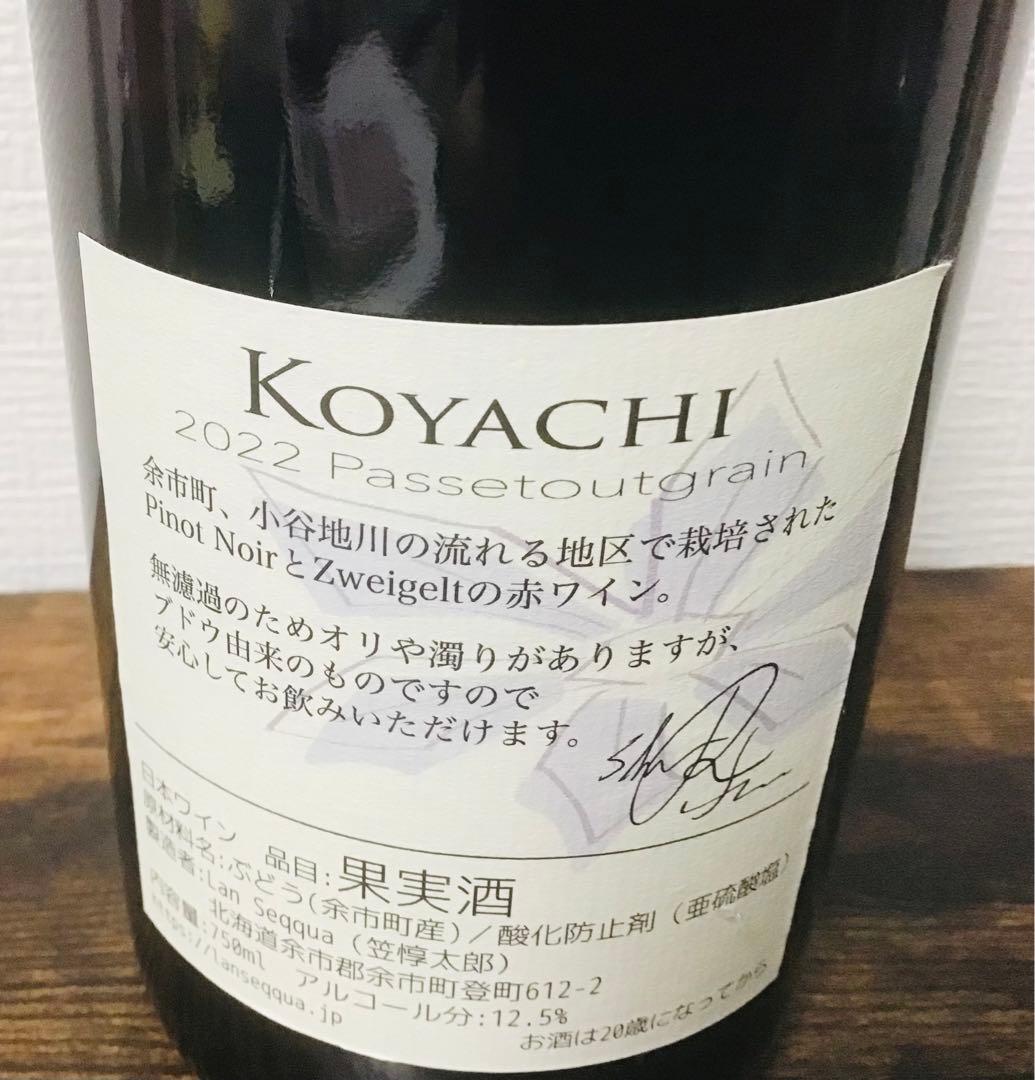 KOYACHI
2022 Passetoutgrain
余市町、小谷地川の流れる地区で栽培された
Pinot NoirとZweigeltの赤ワイン。
無濾過のためオリや濁りがありますが、
ブドウ由来のものですので
安心してお飲みいただけます。
日本ワイン 品目:果実酒
原材料名:ぶどう(余市町産)/酸化防止剤(亜硫酸塩)
製造者:Lan Seqqua(笠惇太郎)
北海道余市郡余市町登町612-2
内容量:750ml アルコール分:12.5%
https://lanseqqua.jp
お酒は20歳になってから